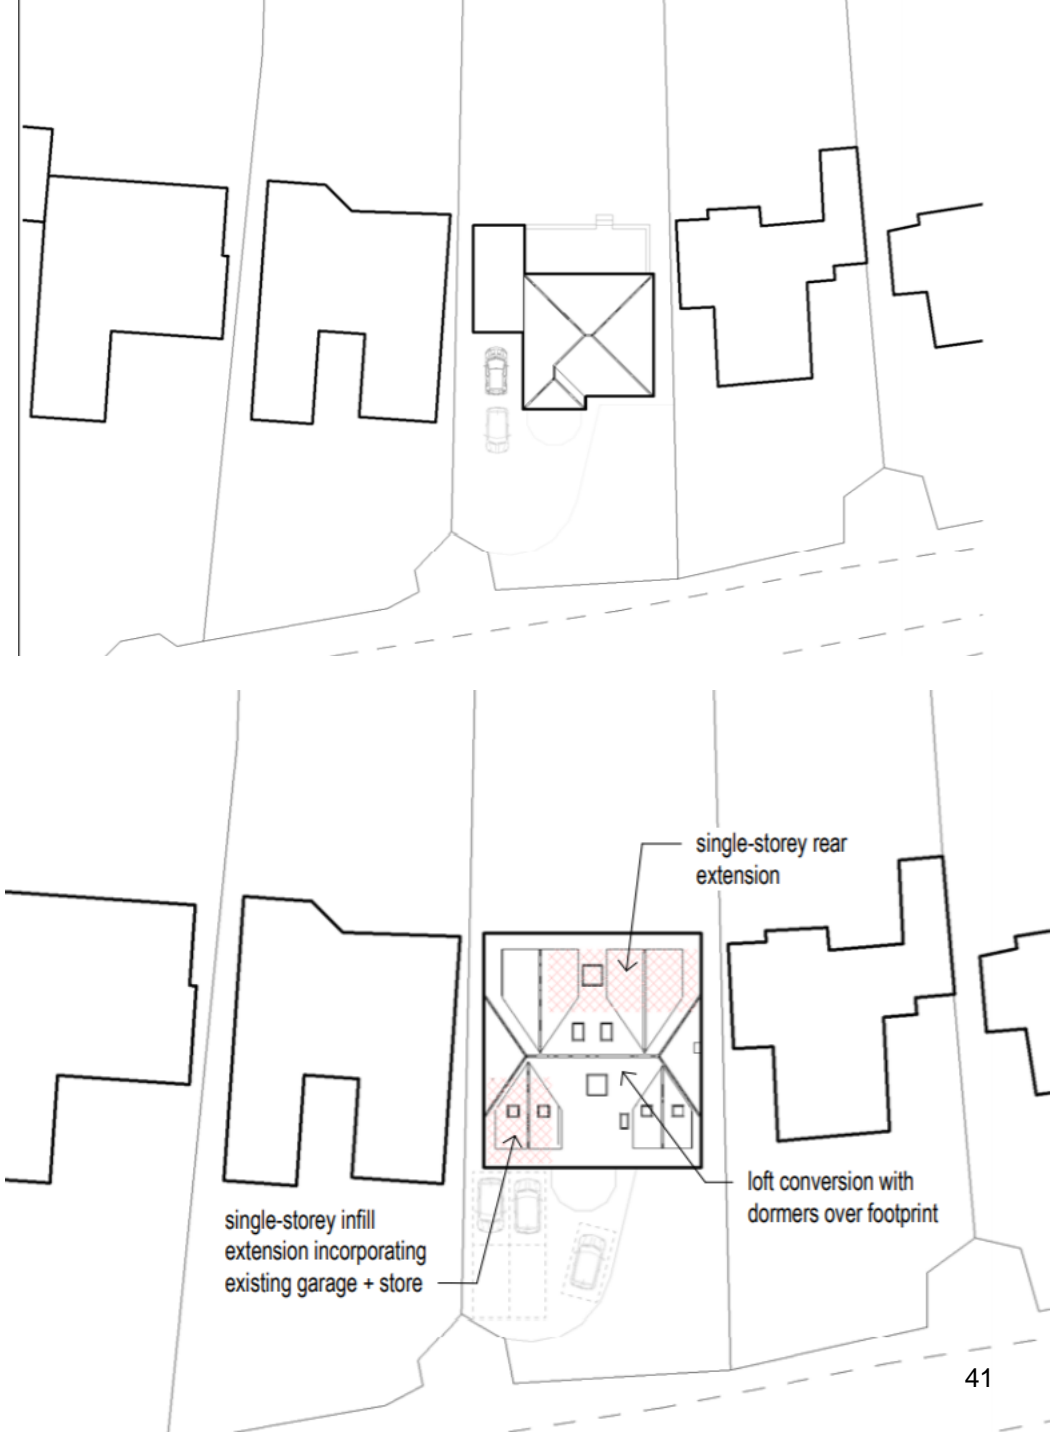 single-storey rear
extension
loft conversion with
dormers over footprint
single-storey infill
extension incorporating
existing garage + store
41